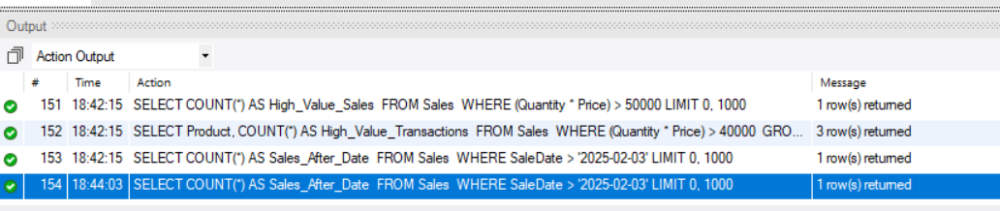 Output
Action Output
# Time Action Message
151 18:42:15 SELECT COUNT(*) AS High_Value_Sales FROM Sales WHERE (Quantity * Price) > 50000 LIMIT 0, 1000 1 row(s) returned
152 18:42:15 SELECT Product, COUNT(*) AS High_Value_Transactions FROM Sales WHERE (Quantity * Price) > 40000 GRO... 3 row(s) returned
153 18:42:15 SELECT COUNT(*) AS Sales_After_Date FROM Sales WHERE SaleDate > '2025-02-03' LIMIT 0, 1000 1 row(s) returned
154 18:44:03 SELECT COUNT(*) AS Sales_After_Date FROM Sales WHERE SaleDate > '2025-02-03' LIMIT 0, 1000 1 row(s) returned